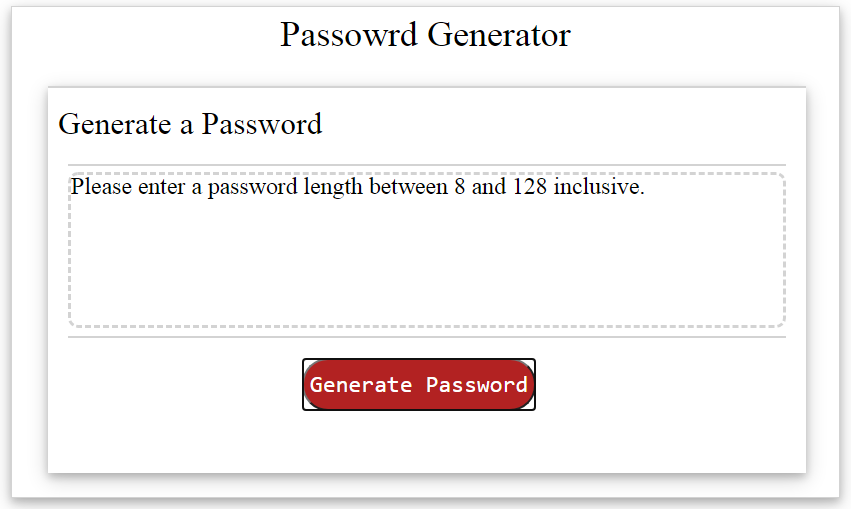 Passowrd Generator
Generate a Password
Please enter a password length between 8 and 128 inclusive.
Generate Password